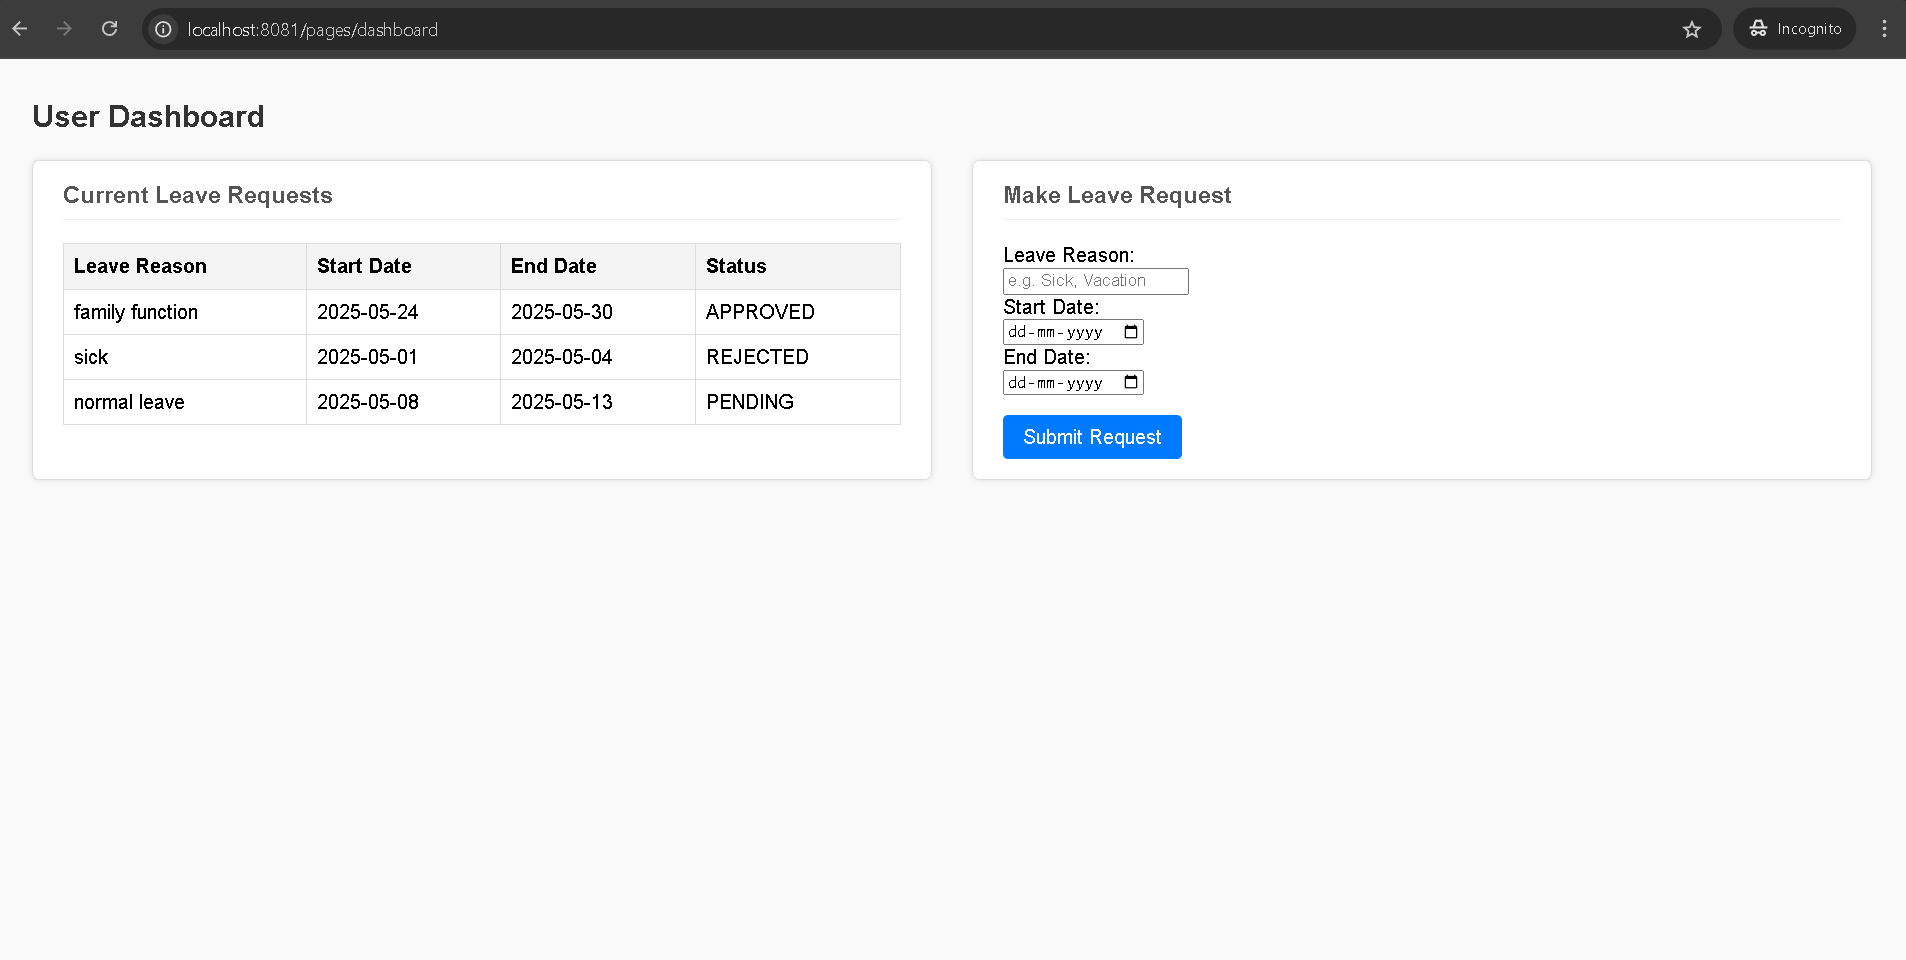 localhost:8081/pages/dashboard
Incognito
User Dashboard
Current Leave Requests
Leave Reason Start Date End Date Status
family function 2025-05-24 2025-05-30 APPROVED
sick 2025-05-01 2025-05-04 REJECTED
normal leave 2025-05-08 2025-05-13 PENDING
Make Leave Request
Leave Reason:
e.g. Sick, Vacation
Start Date:
dd-mm-yyyy
End Date:
dd-mm-yyyy
Submit Request